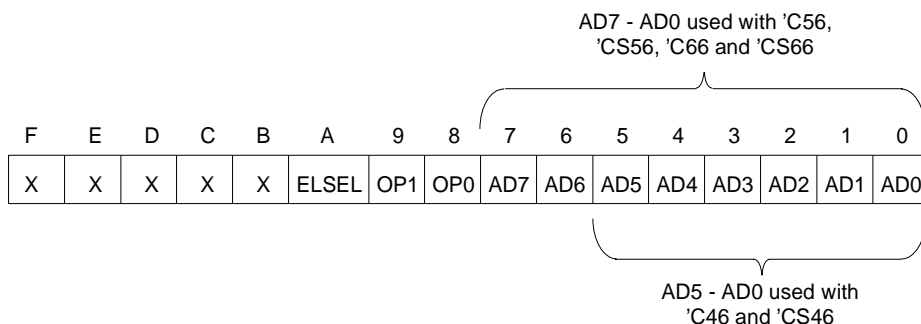 AD7 - AD0 used with ’C56,
’CS56, ’C66 and ’CS66
F E D C B A 9 8 7 6 5 4 3 2 1 0
X X X X X ELSEL OP1 OP0 AD7 AD6 AD5 AD4 AD3 AD2 AD1 AD0
AD5 - AD0 used with
’C46 and ’CS46